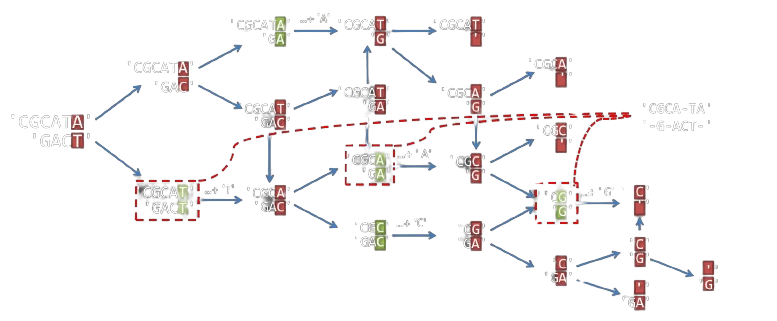 'CGCATA'
'GACT'
'CGCATA'
'GAC'
'CGCAT'
'GACT'
...+ 'T'
'CGCATA'
'GA'
...+ 'A'
'CGCAT'
'GAC'
'CGCA'
'GAC'
'CGCAT'
'G'
'CGCAT'
'GA'
'CGCA'
'GA'
...+ 'A'
'CGC'
'GAC'
...+ 'C'
'CGCAT'
'
'CGCA'
'G'
'CGC'
'G'
'CG'
'GA'
'CGCA'
'
'CGC'
'
'CG'
'G'
...+ 'G'
'C'
'GA'
'C'
'
'C'
'G'
'
'GA'
'
'G'
'CGCA-TA'
'-G-ACT-'